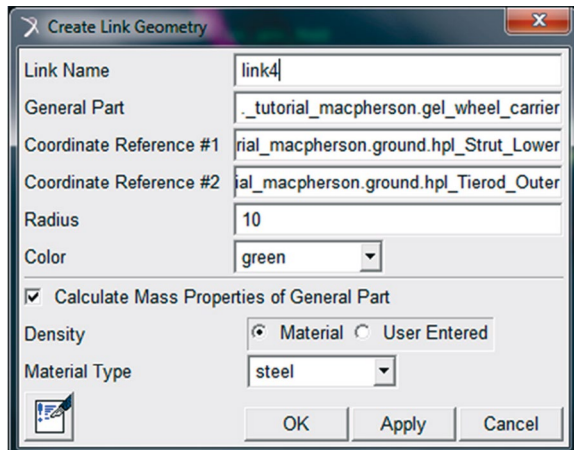 Create Link Geometry
Link Name link4
General Part ._tutorial_macpherson.gel_wheel_carrier
Coordinate Reference #1 rial_macpherson.ground.hpl_Strut_Lower
Coordinate Reference #2 ial_macpherson.ground.hpl_Tierod_Outer
Radius 10
Color green
Calculate Mass Properties of General Part
Density Material User Entered
Material Type steel
OK Apply Cancel